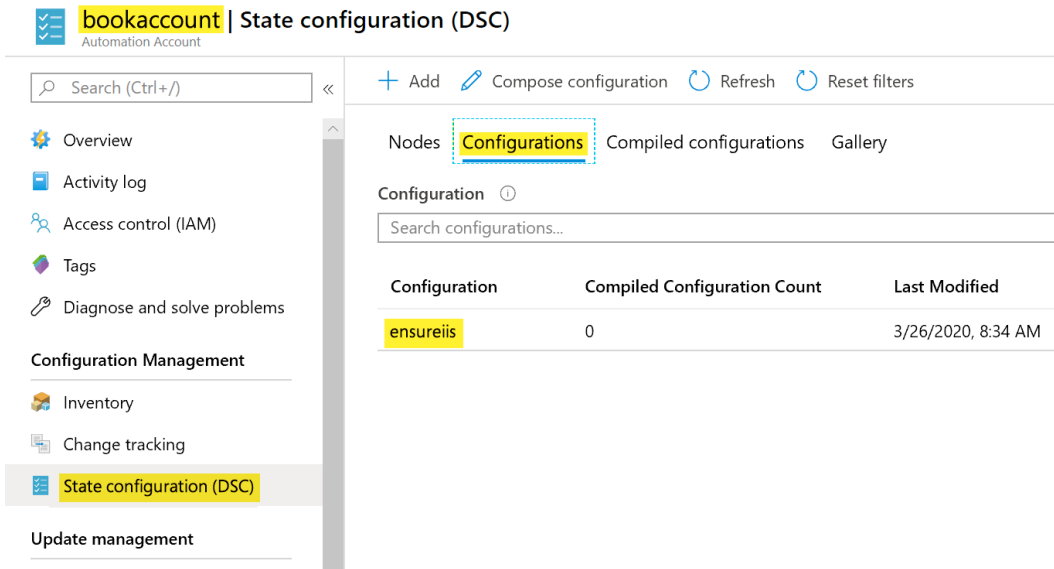 bookaccount | State configuration (DSC)
Automation Account
Search (Ctrl+/)
«
Overview
Activity log
Access control (IAM)
Tags
Diagnose and solve problems
Configuration Management
Inventory
Change tracking
State configuration (DSC)
Update management
Add Compose configuration Refresh Reset filters
Nodes Configurations Compiled configurations Gallery
Configuration
Search configurations...
Configuration Compiled Configuration Count Last Modified
ensureiis 0 3/26/2020, 8:34 AM